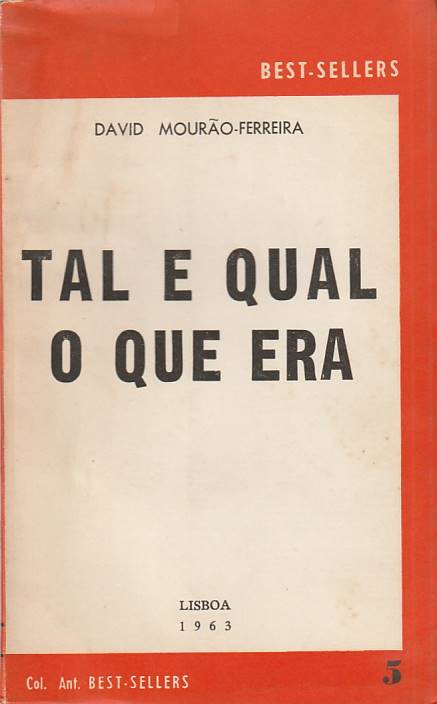 BEST-SELLERS
DAVID MOURÃO-FERREIRA
TAL E QUAL
O QUE ERA
LISBOA
1963
Col. Ant. BEST-SELLERS
5